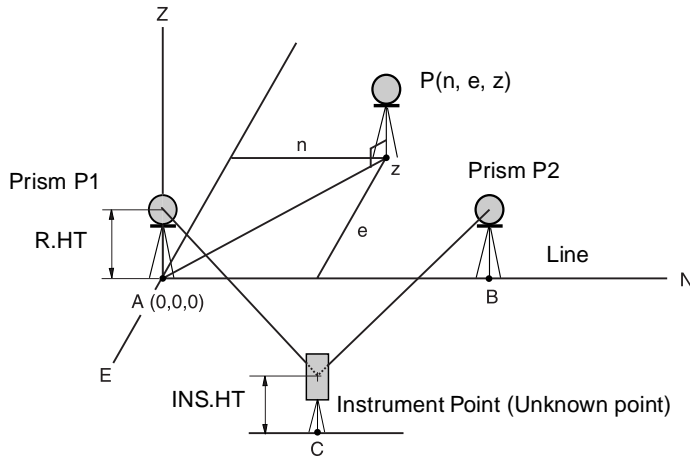 Z
P(n, e, z)
n
Prism P1
z
Prism P2
R.HT
e
Line
A (0,0,0)
B
N
E
INS.HT
Instrument Point (Unknown point)
C